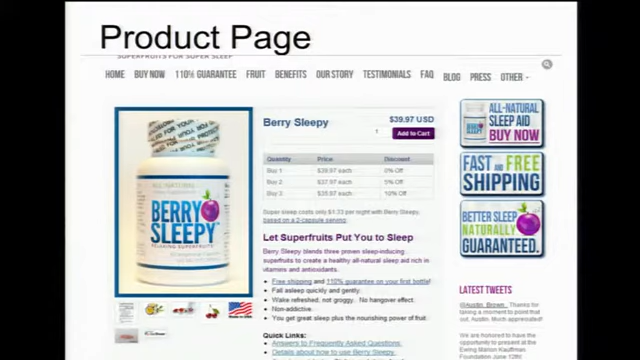 Product Page
SUPERFRUITS FOR SUPER SLEEP
HOME BUY NOW 110% GUARANTEE FRUIT BENEFITS OUR STORY TESTIMONIALS FAQ BLOG PRESS OTHER
Berry Sleepy
$39.97 USD
1 Add to Cart
Quantity Price Discount
Buy 1 $39.97 each 0% Off
Buy 2 $37.97 each 5% Off
Buy 3 $35.97 each 10% Off
Super sleep costs only $1.33 per night with Berry Sleepy,
based on a 2-capsule serving.
Let Superfruits Put You to Sleep
Berry Sleepy blends three proven sleep-inducing
superfruits to create a healthy all-natural sleep aid rich in
vitamins and antioxidants.
Free shipping and 110% guarantee on your first bottle!
Fall asleep quickly and gently.
Wake refreshed, not groggy. No hangover effect.
Non-addictive.
You get great sleep plus the nourishing power of fruit.
Quick Links:
Answers to Frequently Asked Questions.
Details about how to use Berry Sleepy.
ALL-NATURAL
BERRY
SLEEPY
RELAXING SUPERFRUITS
ALL-NATURAL
SLEEP AID
BUY NOW
FAST AND FREE
SHIPPING
BETTER SLEEP
NATURALLY
GUARANTEED.
LATEST TWEETS
@Austin_Brown_ Thanks for
taking a moment to point that
out, Austin. Much appreciated!
We are honored to have the
opportunity to present at the
Ewing Marion Kauffman